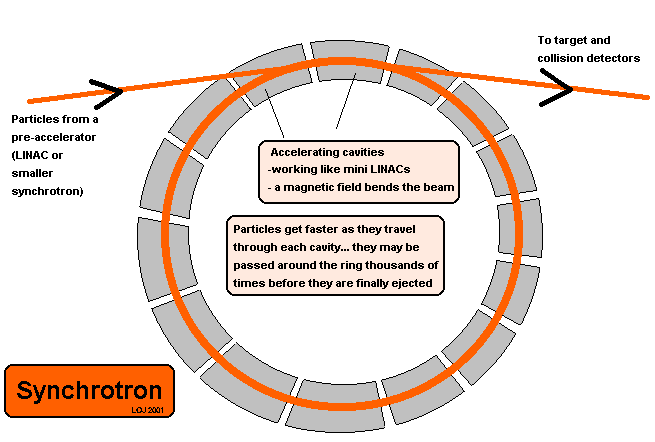 To target and
collision detectors
Particles from a
pre-accelerator
(LINAC or
smaller
synchrotron)
Accelerating cavities
-working like mini LINACs
- a magnetic field bends the beam
Particles get faster as they travel
through each cavity... they may be
passed around the ring thousands of
times before they are finally ejected
Synchrotron
LOJ 2001